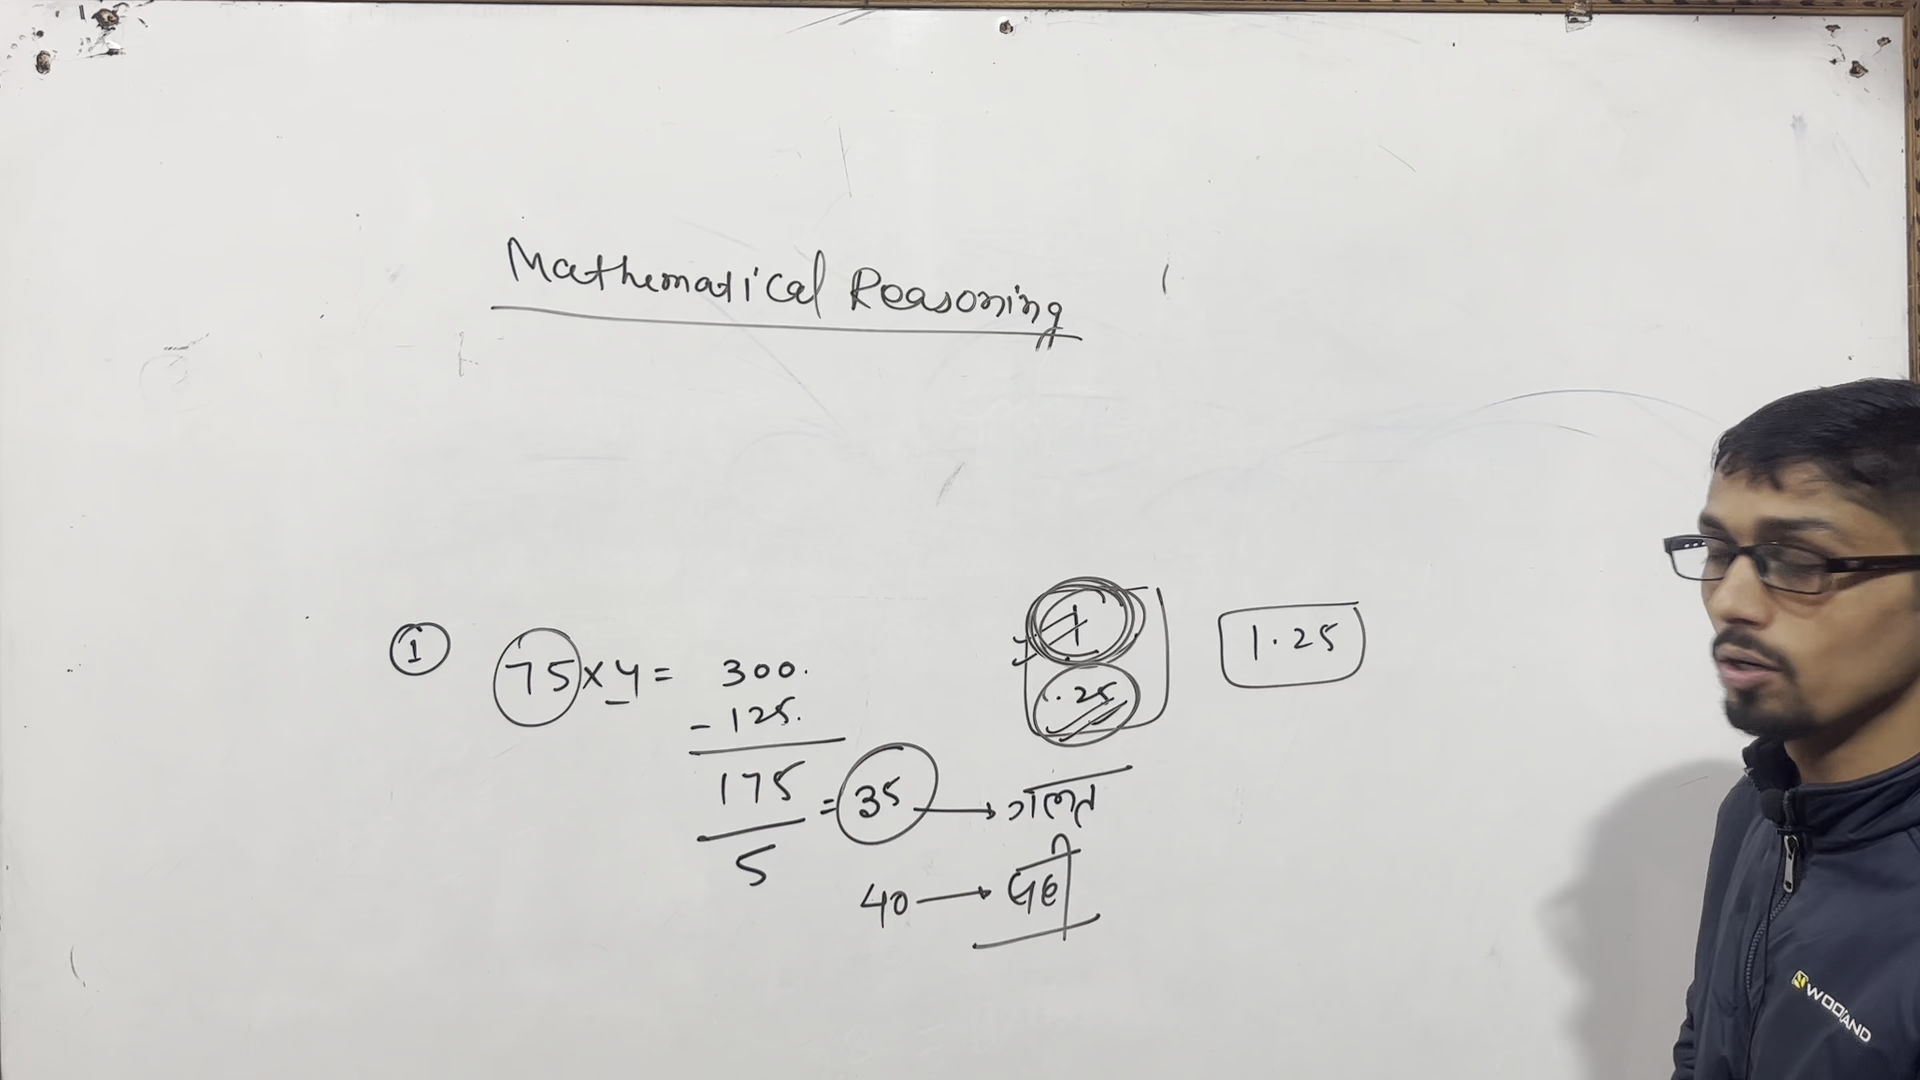 Mathematical Reasoning
① 75 x 4 = 300.
- 125.
175
5
= 35 → गलत
40 → सही
1
.25
1.25
WOODLAND